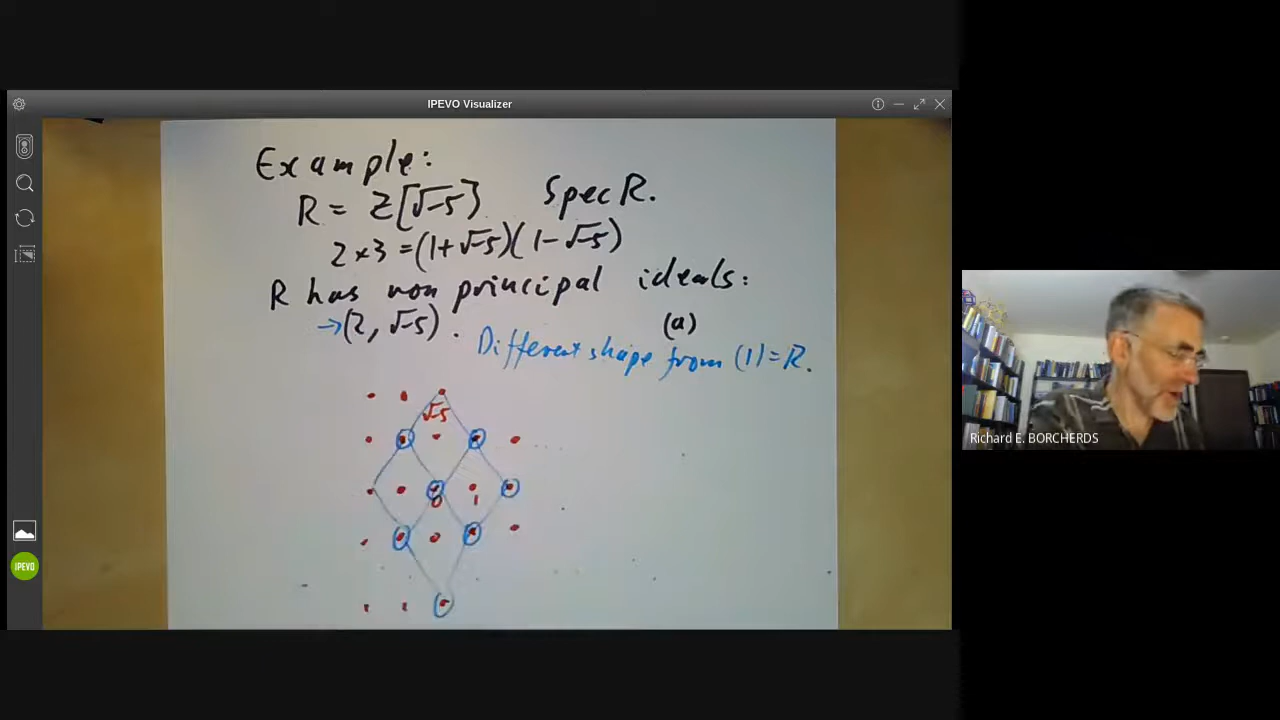 IPEVO Visualizer
Example:
R = Z[√-5] Spec R.
2×3 = (1+√-5)(1-√-5)
R has non principal ideals:
→(2, √-5). (a)
Different shape from (1)=R.
√-5
0 1
IPEVO
Richard E. BORCHERDS